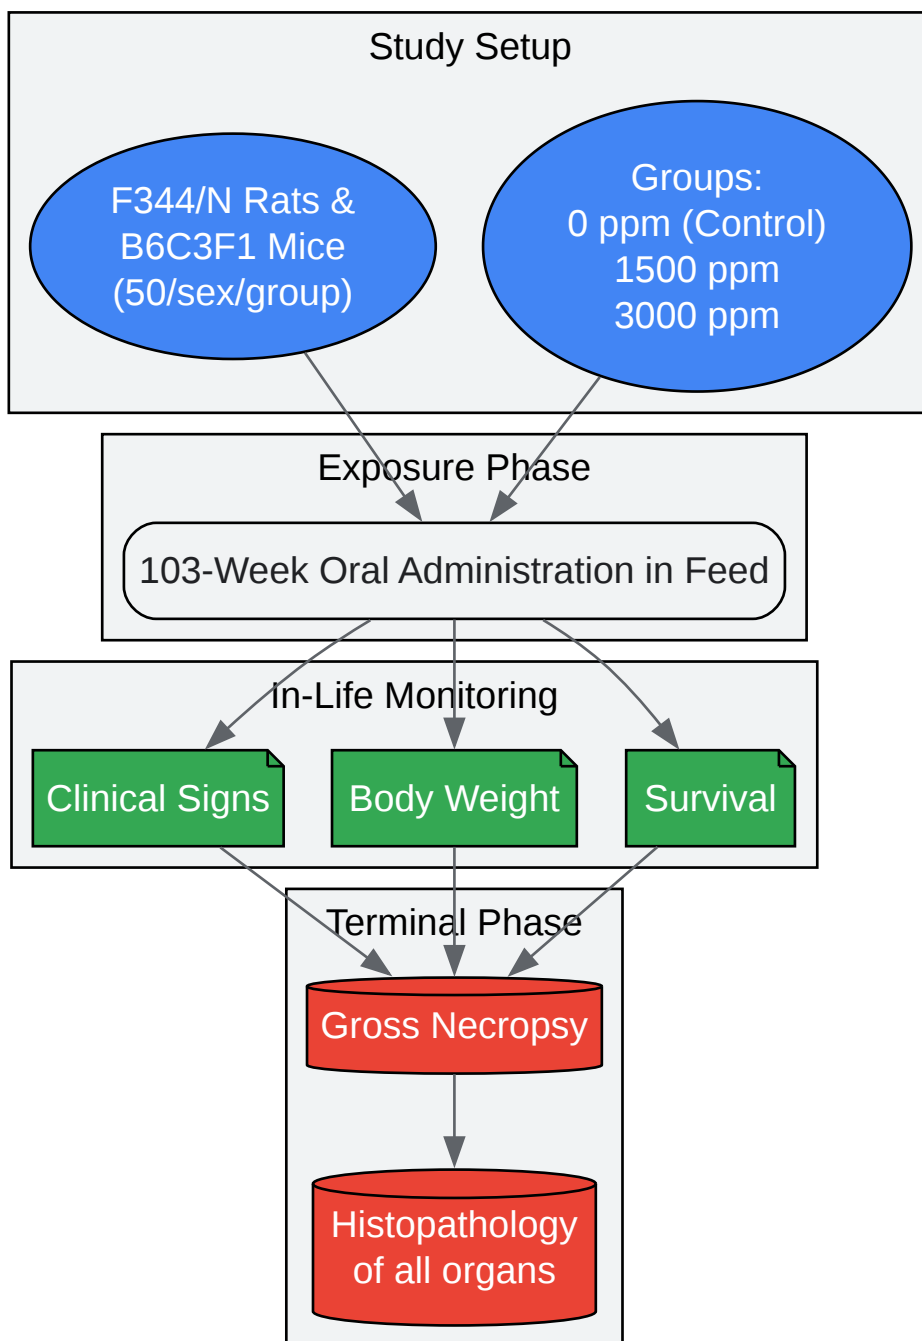 Study Setup
F344/N Rats &
B6C3F1 Mice
(50/sex/group)
Groups:
0 ppm (Control)
1500 ppm
3000 ppm
Exposure Phase
103-Week Oral Administration in Feed
In-Life Monitoring
Clinical Signs
Body Weight
Survival
Terminal Phase
Gross Necropsy
Histopathology
of all organs